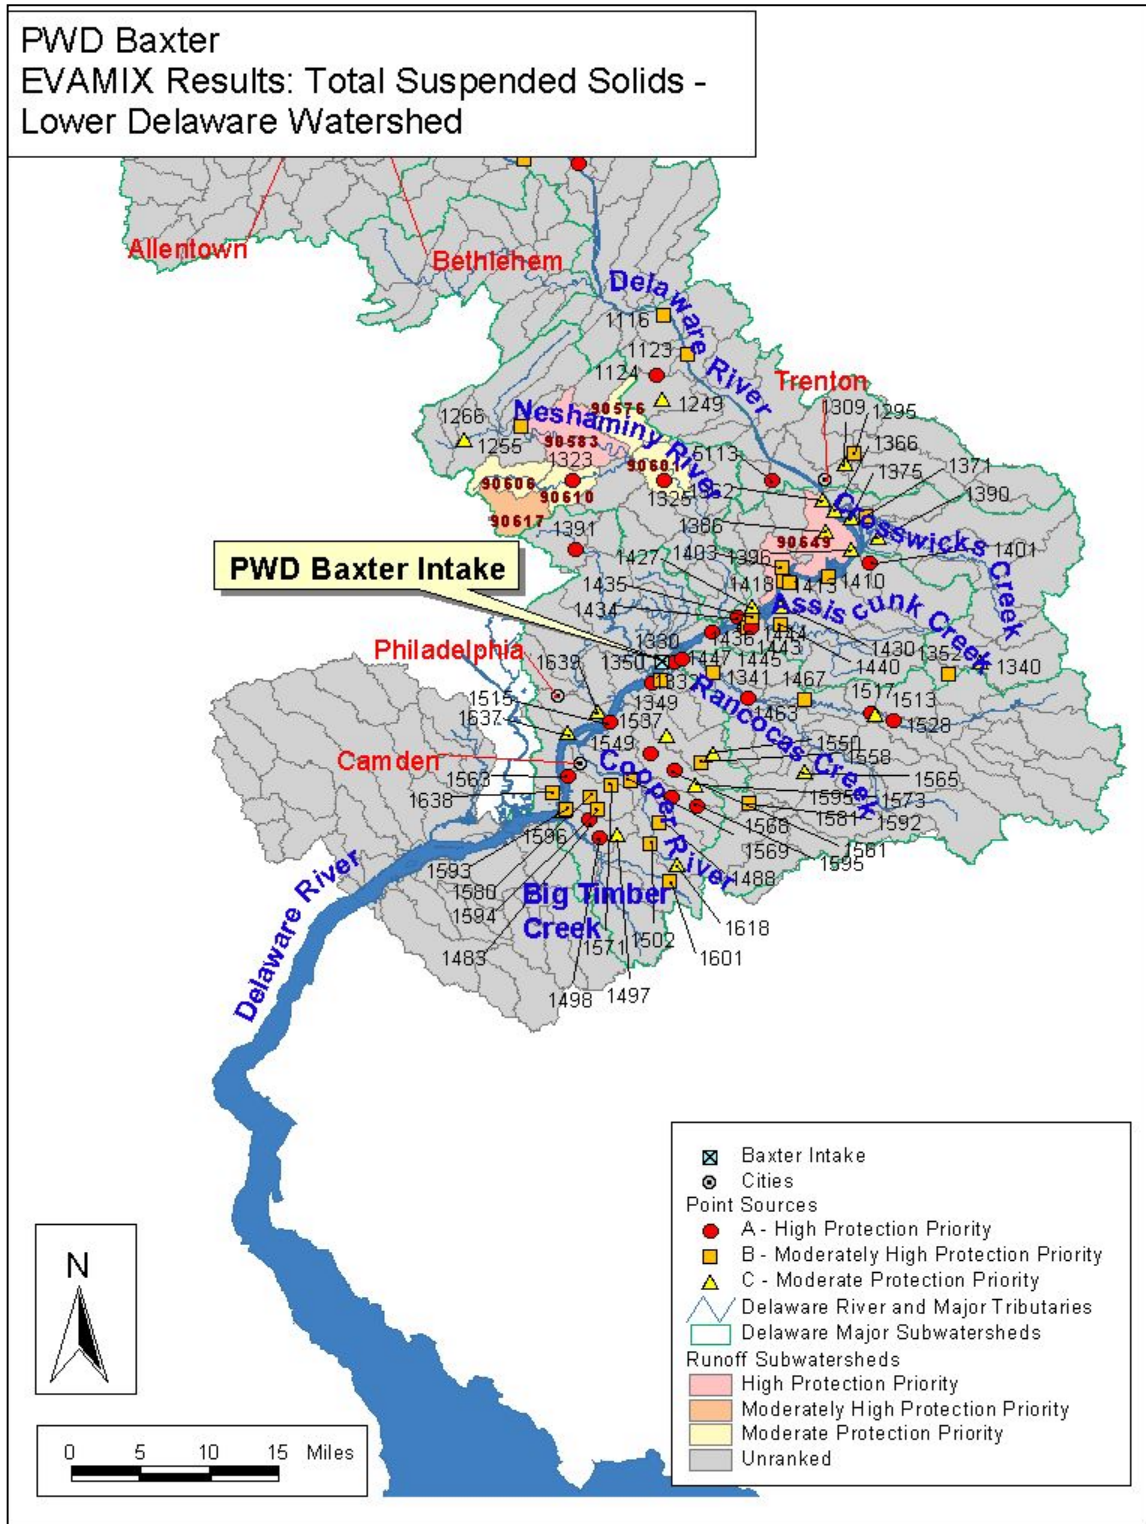 PWD Baxter
EVAMIX Results: Total Suspended Solids -
Lower Delaware Watershed
Allentown
Bethlehem
Delaware River
1116
1123
1124
Trenton
1309
1295
1266
Neshaminy River
90576
1249
1366
1255
90583
1375
1371
1323
90601
5113
1390
90606
90610
1325
Crosswicks Creek
90617
1386
90649
1391
1427
1403
1396
1401
PWD Baxter Intake
1435
1418
1413
1410
1434
Assiscunk Creek
1436
1444
1430
Philadelphia
1330
1443
1440
1352
1639
1350
1447
1445
1340
1332
1341
1467
1515
1349
Rancocas Creek
1517
1513
1637
1537
1463
1528
1549
1550
Camden
Cooper River
1558
1563
1565
1638
1595
1573
1581
1592
1568
1596
1561
1569
1595
1593
1488
1580
Big Timber
Creek
1594
1618
Delaware River
1483
1571
1502
1601
1498
1497
Baxter Intake
Cities
Point Sources
A - High Protection Priority
B - Moderately High Protection Priority
C - Moderate Protection Priority
Delaware River and Major Tributaries
Delaware Major Subwatersheds
Runoff Subwatersheds
High Protection Priority
Moderately High Protection Priority
Moderate Protection Priority
Unranked
N
0 5 10 15 Miles